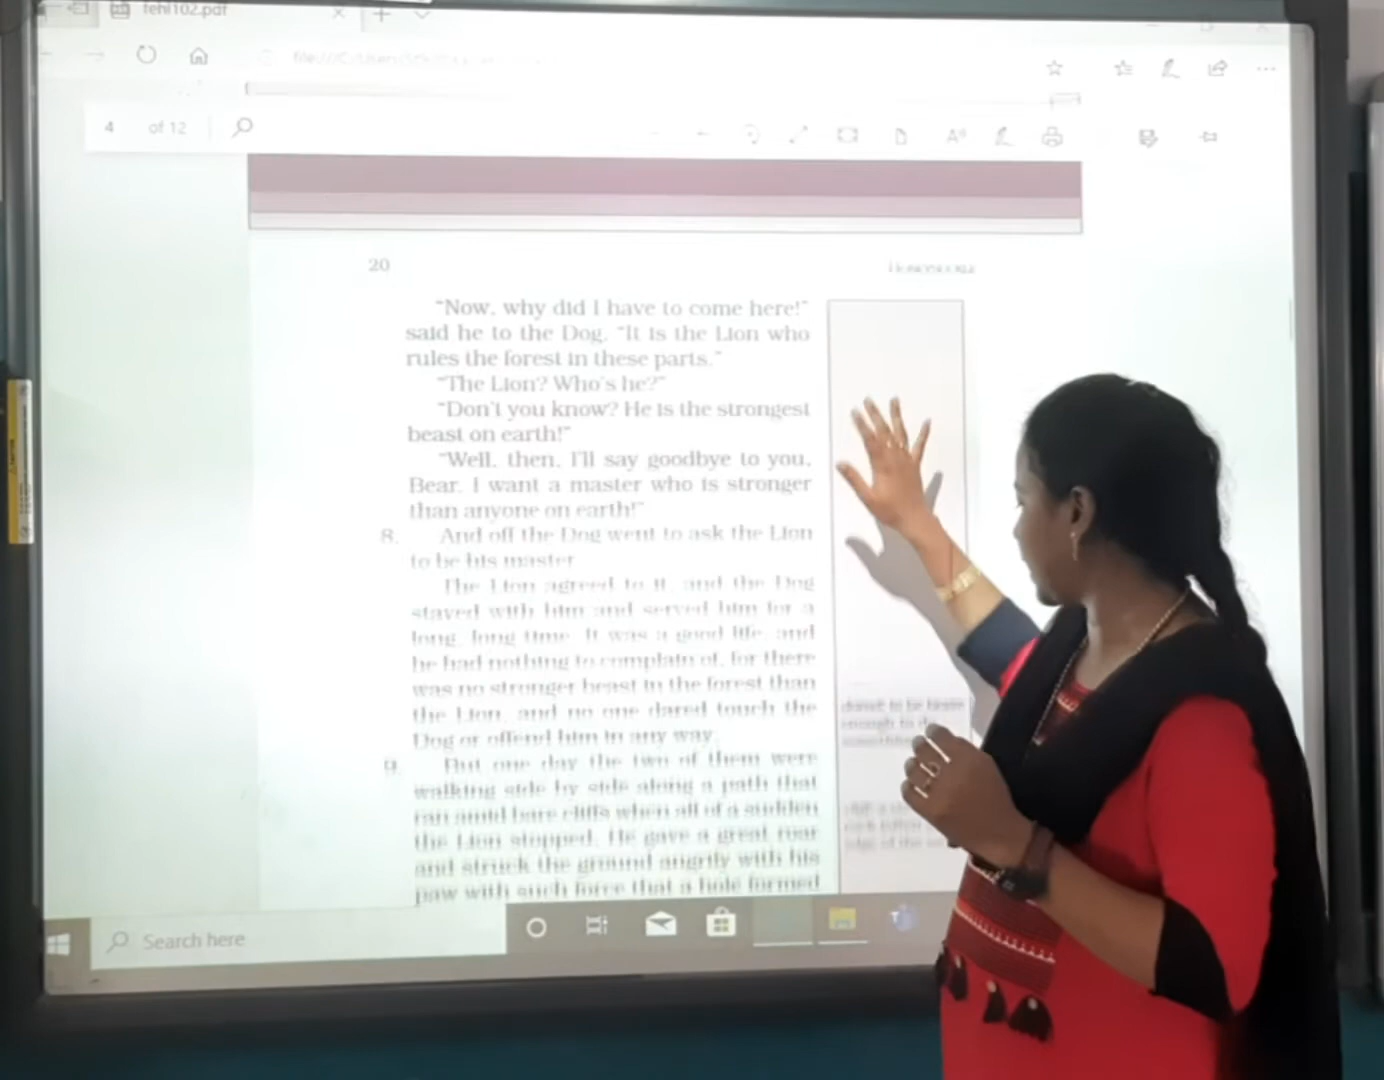 fehl102.pdf
4 of 12
20
"Now, why did I have to come here!"
said he to the Dog. "It is the Lion who
rules the forest in these parts."
"The Lion? Who's he?"
"Don't you know? He is the strongest
beast on earth!"
"Well, then, I'll say goodbye to you,
Bear. I want a master who is stronger
than anyone on earth!"
8. And off the Dog went to ask the Lion
to be his master.
The Lion agreed to it, and the Dog
stayed with him and served him for a
long, long time. It was a good life, and
he had nothing to complain of, for there
was no stronger beast in the forest than
the Lion, and no one dared touch the
Dog or offend him in any way.
9. But one day the two of them were
walking side by side along a path that
ran amid bare cliffs when all of a sudden
the Lion stopped. He gave a great roar
and struck the ground angrily with his
paw with such force that a hole formed
dared: to be brave
enough to do
Search here